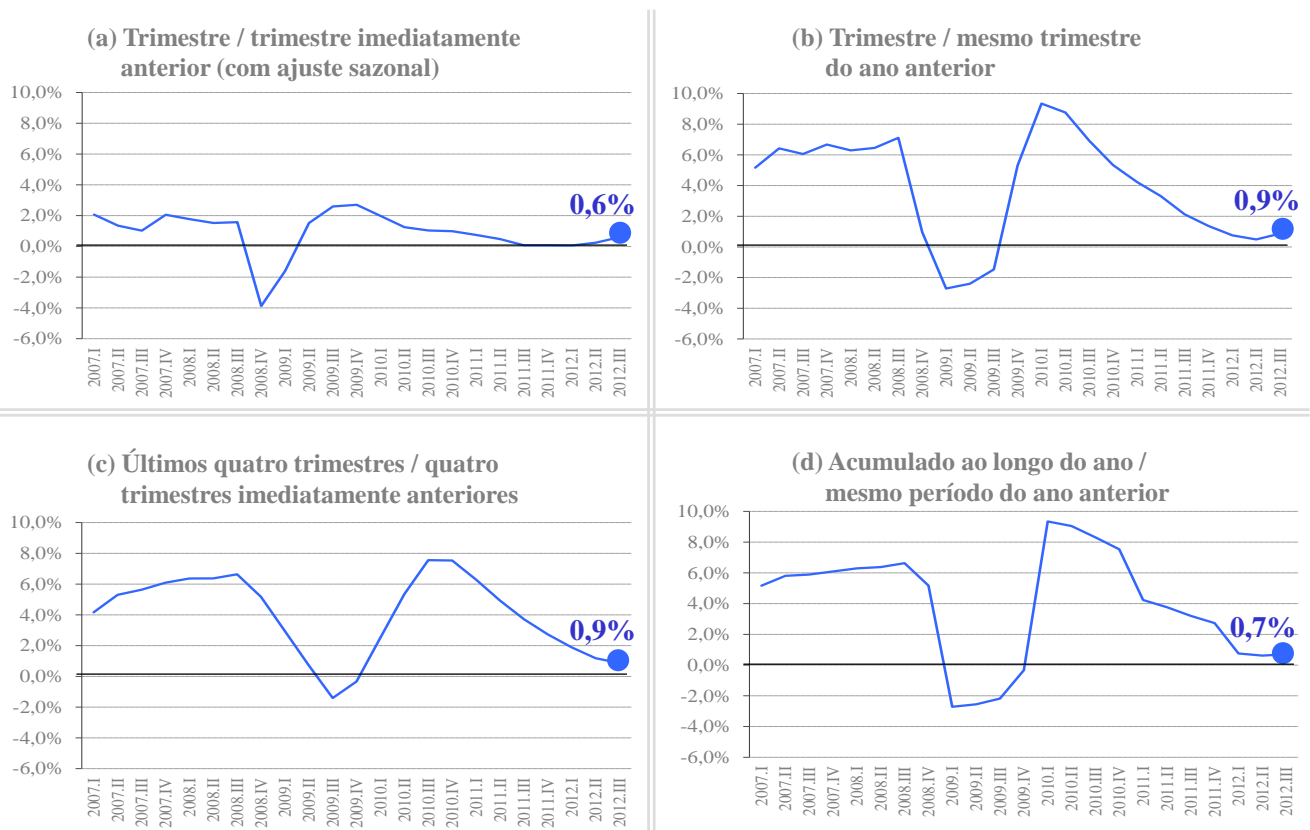 (a) Trimestre / trimestre imediatamente
anterior (com ajuste sazonal)
10,0%
8,0%
6,0%
4,0%
2,0%
0,0%
-2,0%
-4,0%
-6,0%
0,6%
2007.I
2007.II
2007.III
2007.IV
2008.I
2008.II
2008.III
2008.IV
2009.I
2009.II
2009.III
2009.IV
2010.I
2010.II
2010.III
2010.IV
2011.I
2011.II
2011.III
2011.IV
2012.I
2012.II
2012.III
(b) Trimestre / mesmo trimestre
do ano anterior
10,0%
8,0%
6,0%
4,0%
2,0%
0,0%
-2,0%
-4,0%
-6,0%
0,9%
2007.I
2007.II
2007.III
2007.IV
2008.I
2008.II
2008.III
2008.IV
2009.I
2009.II
2009.III
2009.IV
2010.I
2010.II
2010.III
2010.IV
2011.I
2011.II
2011.III
2011.IV
2012.I
2012.II
2012.III
(c) Últimos quatro trimestres / quatro
trimestres imediatamente anteriores
10,0%
8,0%
6,0%
4,0%
2,0%
0,0%
-2,0%
-4,0%
-6,0%
0,9%
2007.I
2007.II
2007.III
2007.IV
2008.I
2008.II
2008.III
2008.IV
2009.I
2009.II
2009.III
2009.IV
2010.I
2010.II
2010.III
2010.IV
2011.I
2011.II
2011.III
2011.IV
2012.I
2012.II
2012.III
(d) Acumulado ao longo do ano /
mesmo período do ano anterior
10,0%
8,0%
6,0%
4,0%
2,0%
0,0%
-2,0%
-4,0%
-6,0%
0,7%
2007.I
2007.II
2007.III
2007.IV
2008.I
2008.II
2008.III
2008.IV
2009.I
2009.II
2009.III
2009.IV
2010.I
2010.II
2010.III
2010.IV
2011.I
2011.II
2011.III
2011.IV
2012.I
2012.II
2012.III